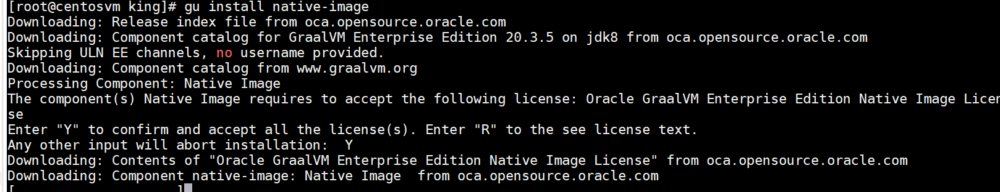 [root@centosvm king]# gu install native-image
Downloading: Release index file from oca.opensource.oracle.com
Downloading: Component catalog for GraalVM Enterprise Edition 20.3.5 on jdk8 from oca.opensource.oracle.com
Skipping ULN EE channels, no username provided.
Downloading: Component catalog from www.graalvm.org
Processing Component: Native Image
The component(s) Native Image requires to accept the following license: Oracle GraalVM Enterprise Edition Native Image Licen
se
Enter "Y" to confirm and accept all the license(s). Enter "R" to the see license text.
Any other input will abort installation:  Y
Downloading: Contents of "Oracle GraalVM Enterprise Edition Native Image License" from oca.opensource.oracle.com
Downloading: Component native-image: Native Image  from oca.opensource.oracle.com
[                     ]